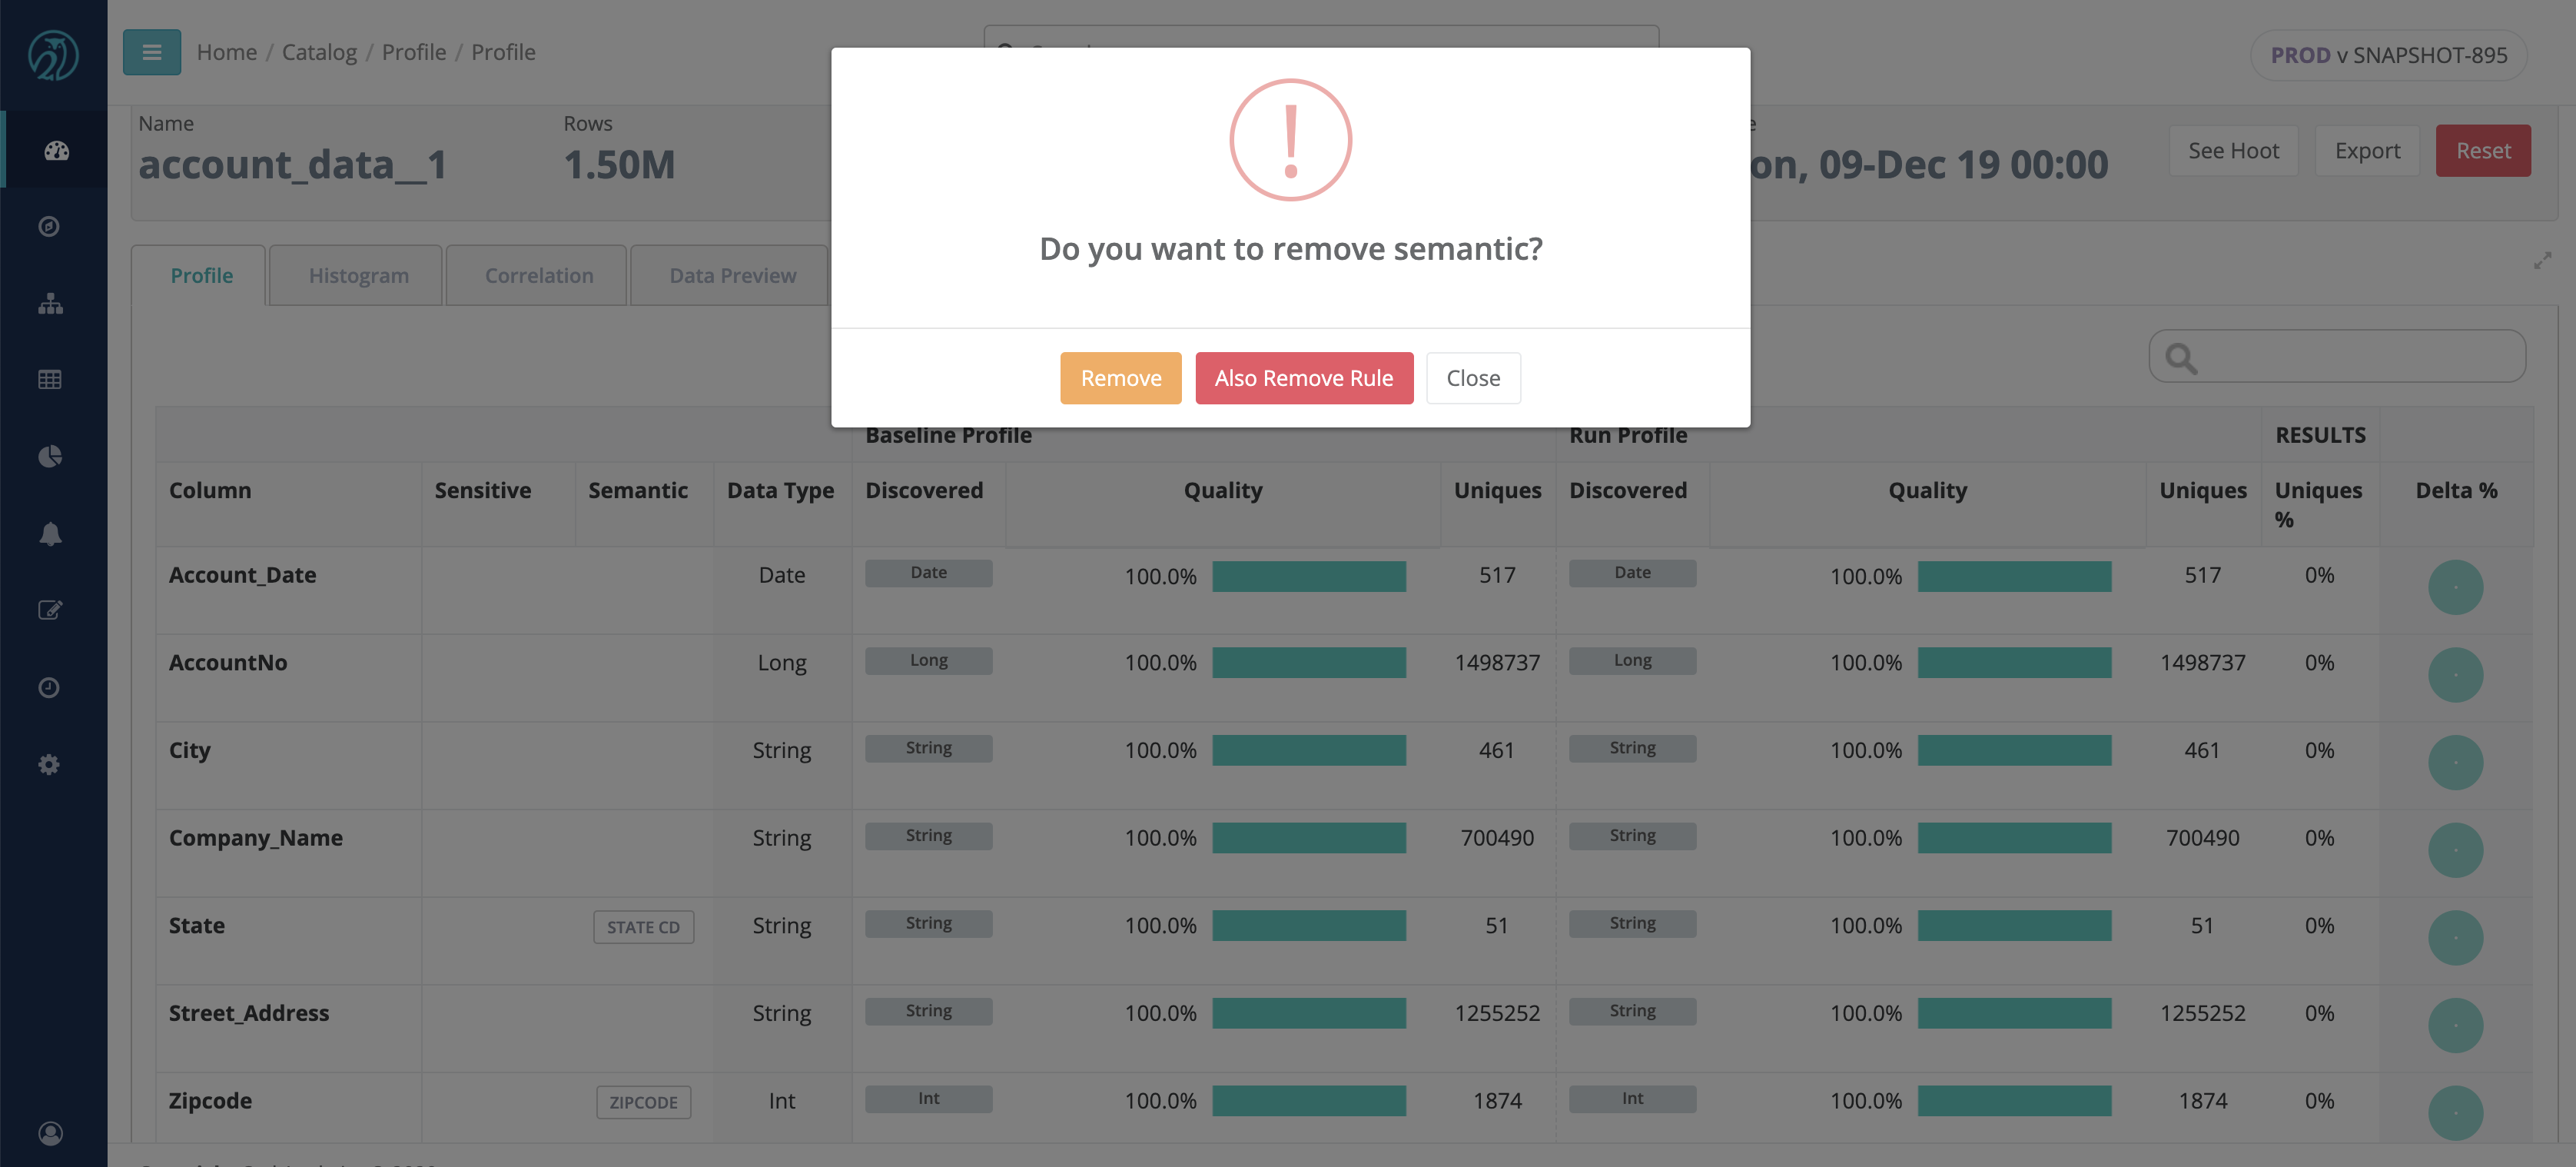 Home / Catalog / Profile / Profile
PROD v SNAPSHOT-895
Name
account_data__1
Rows
1.50M
on, 09-Dec 19 00:00
See Hoot
Export
Reset
!
Do you want to remove semantic?
Remove
Also Remove Rule
Close
Profile
Histogram
Correlation
Data Preview
Baseline Profile Run Profile RESULTS
Column Sensitive Semantic Data Type Discovered Quality Uniques Discovered Quality Uniques Uniques % Delta %
Account_Date Date Date 100.0% 517 Date 100.0% 517 0%
AccountNo Long Long 100.0% 1498737 Long 100.0% 1498737 0%
City String String 100.0% 461 String 100.0% 461 0%
Company_Name String String 100.0% 700490 String 100.0% 700490 0%
State STATE CD String String 100.0% 51 String 100.0% 51 0%
Street_Address String String 100.0% 1255252 String 100.0% 1255252 0%
Zipcode ZIPCODE Int Int 100.0% 1874 Int 100.0% 1874 0%